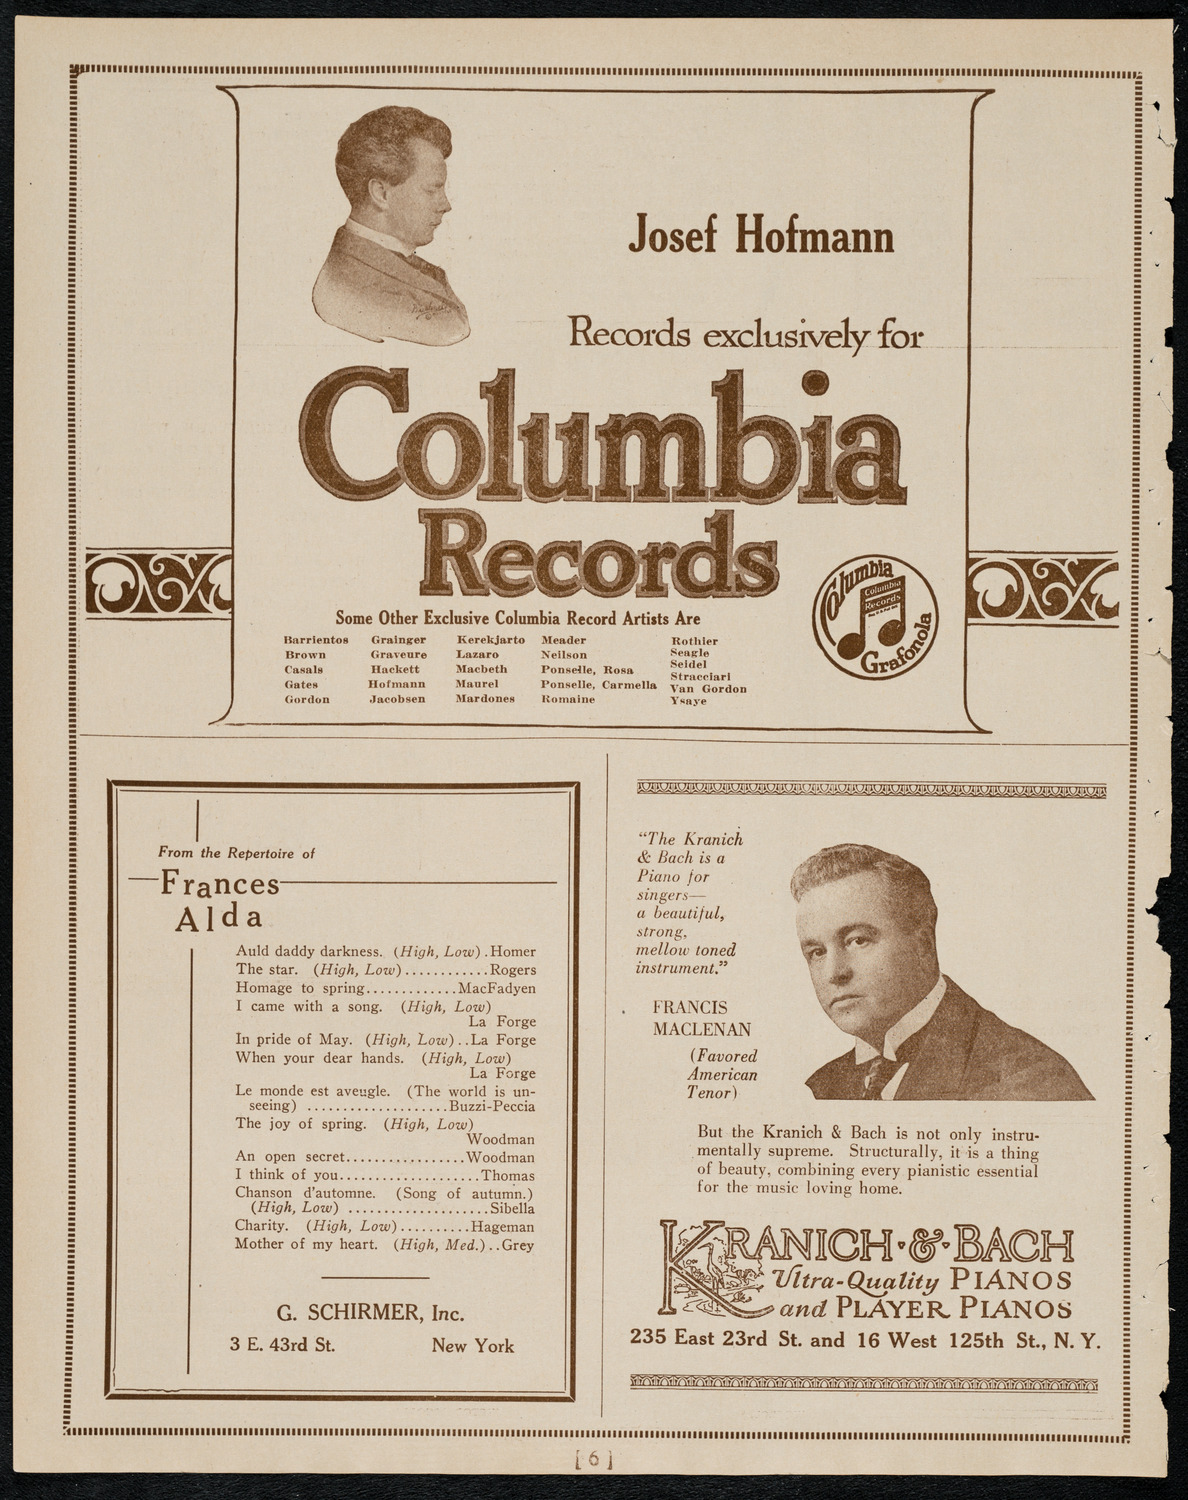 Josef Hofmann
Records exclusively for
Columbia
Records
Columbia
Columbia
Records
Grafonola
Some Other Exclusive Columbia Record Artists Are
Barrientos Grainger Kerekjarto Meader Rothier
Brown Graveure Lazaro Neilson Seagle
Casals Hackett Macbeth Ponselle, Rosa Seidel
Gates Hofmann Maurel Ponselle, Carmella Stracciari
Gordon Jacobsen Mardones Romaine Van Gordon
Ysaye
From the Repertoire of
Frances
Alda
Auld daddy darkness. (High, Low) .Homer
The star. (High, Low)............Rogers
Homage to spring.............MacFadyen
I came with a song. (High, Low)
La Forge
In pride of May. (High, Low)..La Forge
When your dear hands. (High, Low)
La Forge
Le monde est aveugle. (The world is un-
seeing) ....................Buzzi-Peccia
The joy of spring. (High, Low)
Woodman
An open secret.................Woodman
I think of you....................Thomas
Chanson d'automne. (Song of autumn.)
(High, Low) ....................Sibella
Charity. (High, Low)..........Hageman
Mother of my heart. (High, Med.)..Grey
G. SCHIRMER, Inc.
3 E. 43rd St. New York
"The Kranich
& Bach is a
Piano for
singers—
a beautiful,
strong,
mellow toned
instrument."
FRANCIS
MACLENAN
(Favored
American
Tenor)
But the Kranich & Bach is not only instru-
mentally supreme. Structurally, it is a thing
of beauty, combining every pianistic essential
for the music loving home.
KRANICH · & · BACH
Ultra-Quality PIANOS
and PLAYER PIANOS
235 East 23rd St. and 16 West 125th St., N. Y.
[ 6 ]